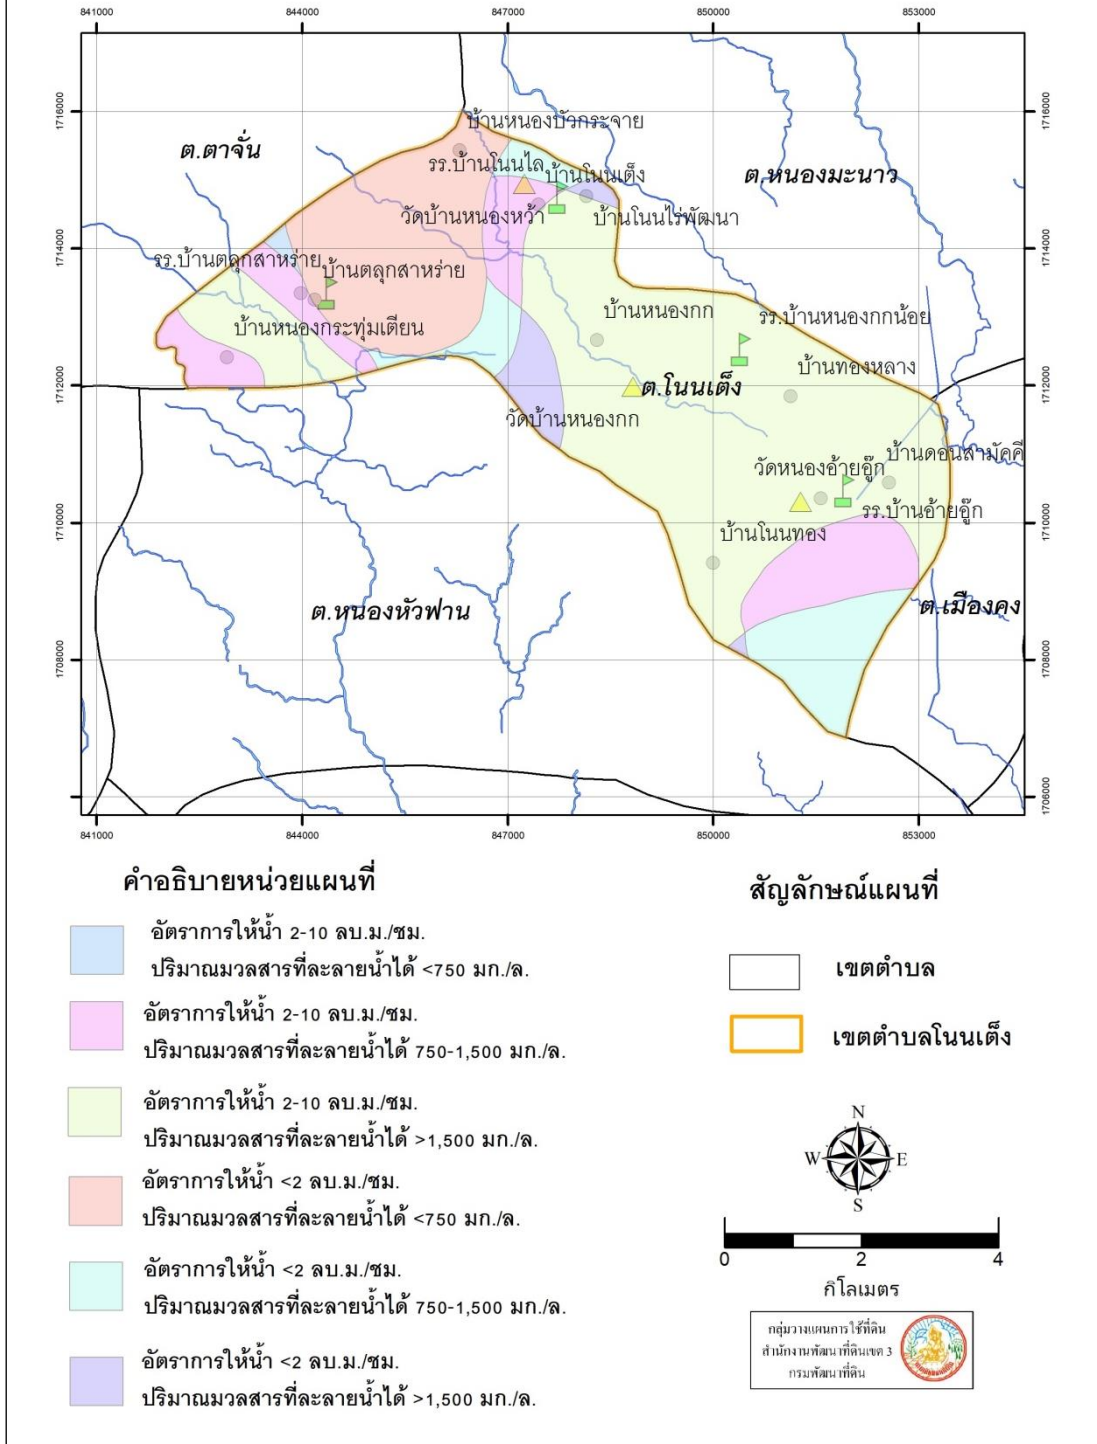 841000
844000
847000
850000
853000
1716000
1716000
ต.ตาจั่น
บ้านหนองบัวกระจาย
รร.บ้านโนนไล
บ้านโนนเต็ง
ต.หนองมะนาว
วัดบ้านหนองหว้า
บ้านโนนไร่พัฒนา
1714000
1714000
รร.บ้านตลุกสาหร่าย
บ้านตลุกสาหร่าย
บ้านหนองกระทุ่มเตียน
บ้านหนองกก
รร.บ้านหนองกกน้อย
บ้านทองหลาง
1712000
1712000
ต.โนนเต็ง
วัดบ้านหนองกก
บ้านดอนสามัคคี
วัดหนองอ้ายอู๊ก
รร.บ้านอ้ายอู๊ก
1710000
1710000
บ้านโนนทอง
ต.หนองหัวฟาน
ต.เมืองคง
1708000
1708000
1706000
841000
844000
847000
850000
853000
คำอธิบายหน่วยแผนที่
อัตราการให้น้ำ 2-10 ลบ.ม./ชม.
ปริมาณมวลสารที่ละลายน้ำได้ <750 มก./ล.
อัตราการให้น้ำ 2-10 ลบ.ม./ชม.
ปริมาณมวลสารที่ละลายน้ำได้ 750-1,500 มก./ล.
อัตราการให้น้ำ 2-10 ลบ.ม./ชม.
ปริมาณมวลสารที่ละลายน้ำได้ >1,500 มก./ล.
อัตราการให้น้ำ <2 ลบ.ม./ชม.
ปริมาณมวลสารที่ละลายน้ำได้ <750 มก./ล.
อัตราการให้น้ำ <2 ลบ.ม./ชม.
ปริมาณมวลสารที่ละลายน้ำได้ 750-1,500 มก./ล.
อัตราการให้น้ำ <2 ลบ.ม./ชม.
ปริมาณมวลสารที่ละลายน้ำได้ >1,500 มก./ล.
สัญลักษณ์แผนที่
เขตตำบล
เขตตำบลโนนเต็ง
N
W
E
S
0
2
4
กิโลเมตร
กลุ่มวางแผนการใช้ที่ดิน
สำนักงานพัฒนาที่ดินเขต 3
กรมพัฒนาที่ดิน